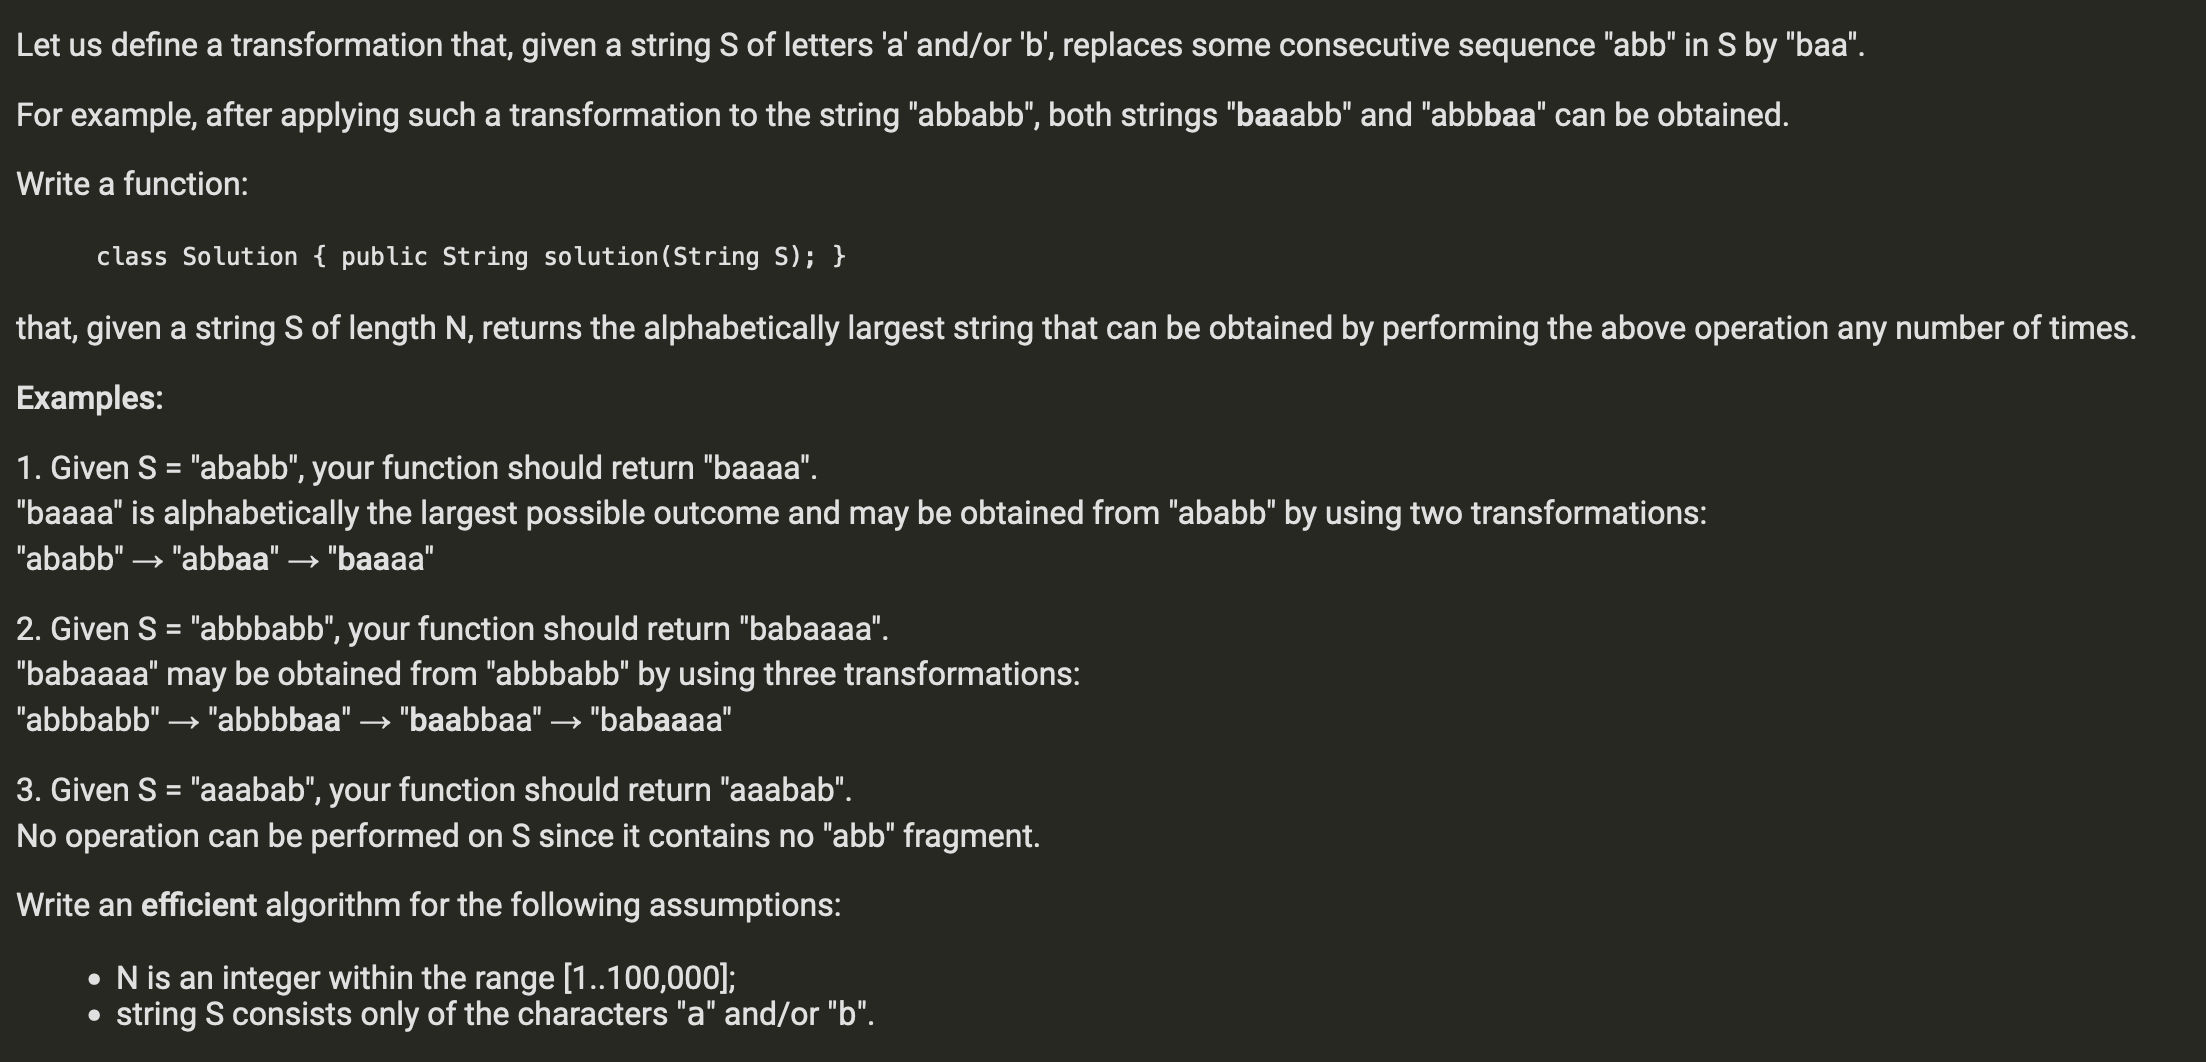 Let us define a transformation that, given a string S of letters 'a' and/or 'b', replaces some consecutive sequence "abb" in S by "baa".
For example, after applying such a transformation to the string "abbabb", both strings "baaabb" and "abbbaa" can be obtained.
Write a function:
class Solution { public String solution(String S); }
that, given a string S of length N, returns the alphabetically largest string that can be obtained by performing the above operation any number of times.
Examples:
1. Given S = "ababb", your function should return "baaaa".
"baaaa" is alphabetically the largest possible outcome and may be obtained from "ababb" by using two transformations:
"ababb" → "abbaa" → "baaaa"
2. Given S = "abbbabb", your function should return "babaaaa".
"babaaaa" may be obtained from "abbbabb" by using three transformations:
"abbbabb" → "abbbbaa" → "baabbaa" → "babaaaa"
3. Given S = "aaabab", your function should return "aaabab".
No operation can be performed on S since it contains no "abb" fragment.
Write an efficient algorithm for the following assumptions:
• N is an integer within the range [1..100,000];
• string S consists only of the characters "a" and/or "b".